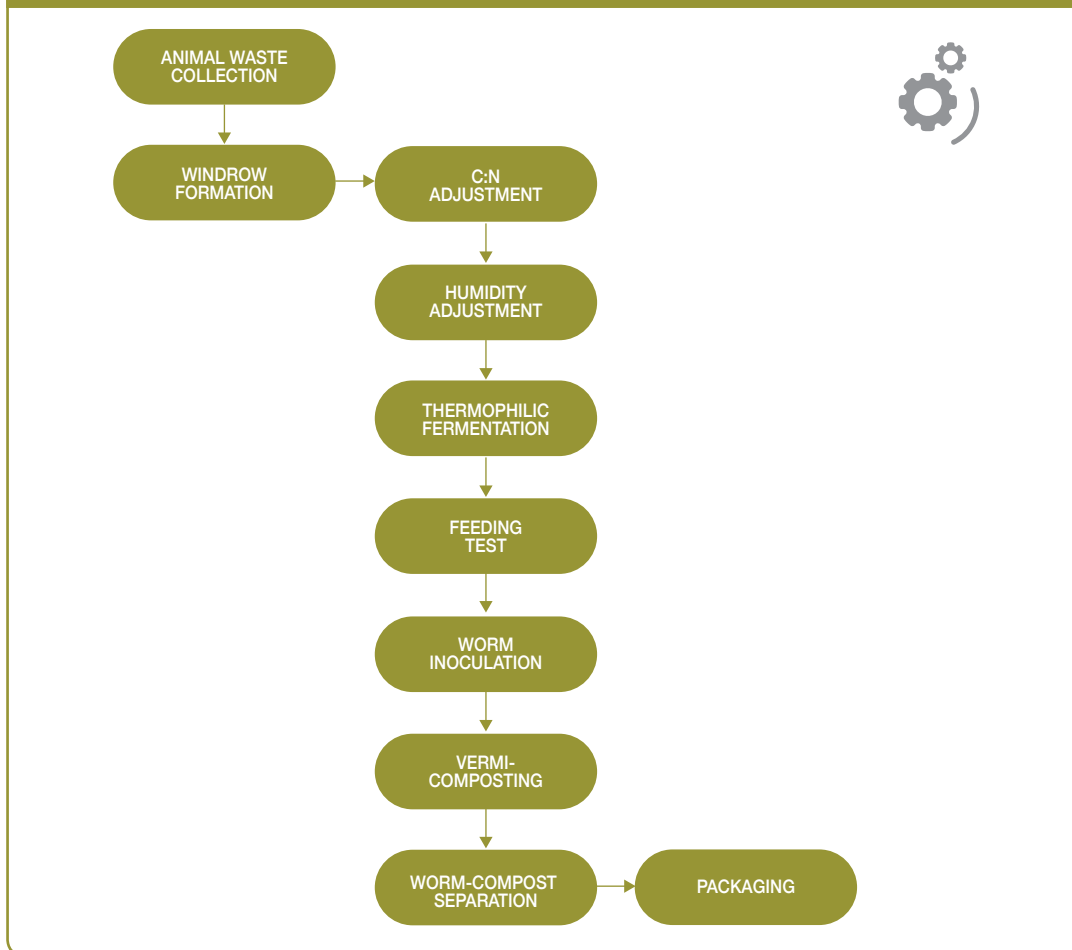 ANIMAL WASTE
COLLECTION
WINDROW
FORMATION
C:N
ADJUSTMENT
HUMIDITY
ADJUSTMENT
THERMOPHILIC
FERMENTATION
FEEDING
TEST
WORM
INOCULATION
VERMI-
COMPOSTING
WORM-COMPOST
SEPARATION
PACKAGING